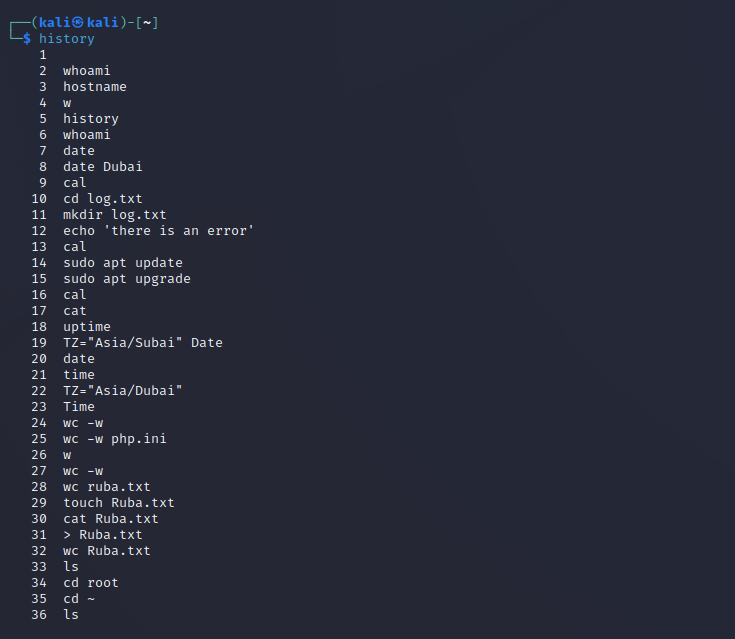 ┌──(kali㉿kali)-[~]
└─$ history
1
2 whoami
3 hostname
4 w
5 history
6 whoami
7 date
8 date Dubai
9 cal
10 cd log.txt
11 mkdir log.txt
12 echo 'there is an error'
13 cal
14 sudo apt update
15 sudo apt upgrade
16 cal
17 cat
18 uptime
19 TZ="Asia/Subai" Date
20 date
21 time
22 TZ="Asia/Dubai"
23 Time
24 wc -w
25 wc -w php.ini
26 w
27 wc -w
28 wc ruba.txt
29 touch Ruba.txt
30 cat Ruba.txt
31 > Ruba.txt
32 wc Ruba.txt
33 ls
34 cd root
35 cd ~
36 ls